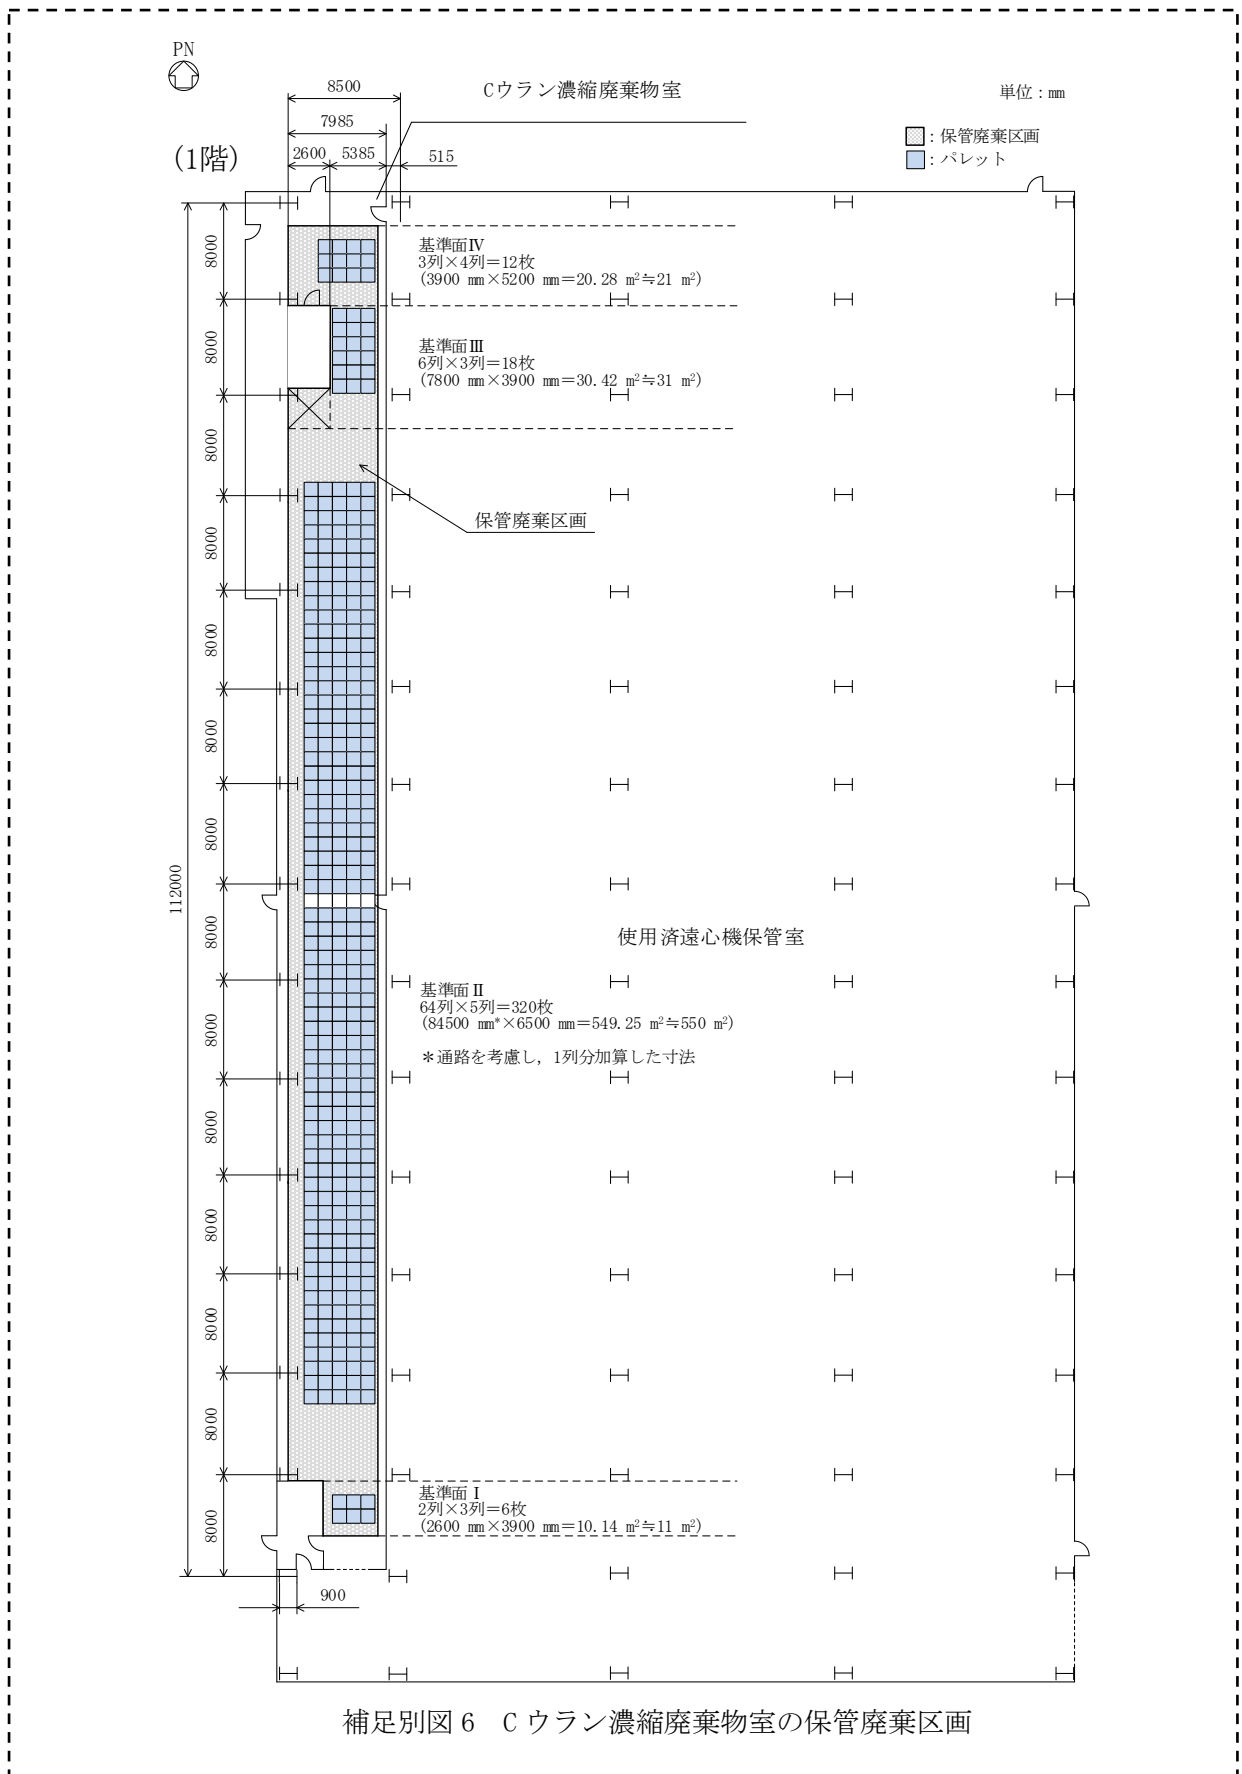 PN
8500
Cウラン濃縮廃棄物室
単位:mm
7985
:保管廃棄区画
(1階)
2600
5385
515
:パレット
8000
基準面Ⅳ
3列×4列=12枚
(3900 mm×5200 mm=20.28 m²≒21 m²)
8000
基準面Ⅲ
6列×3列=18枚
(7800 mm×3900 mm=30.42 m²≒31 m²)
8000
保管廃棄区画
8000
8000
8000
8000
112000
8000
使用済遠心機保管室
8000
基準面Ⅱ
64列×5列=320枚
(84500 mm*×6500 mm=549.25 m²≒550 m²)
*通路を考慮し,1列分加算した寸法
8000
8000
8000
8000
8000
基準面Ⅰ
2列×3列=6枚
(2600 mm×3900 mm=10.14 m²≒11 m²)
900
補足別図6 Cウラン濃縮廃棄物室の保管廃棄区画